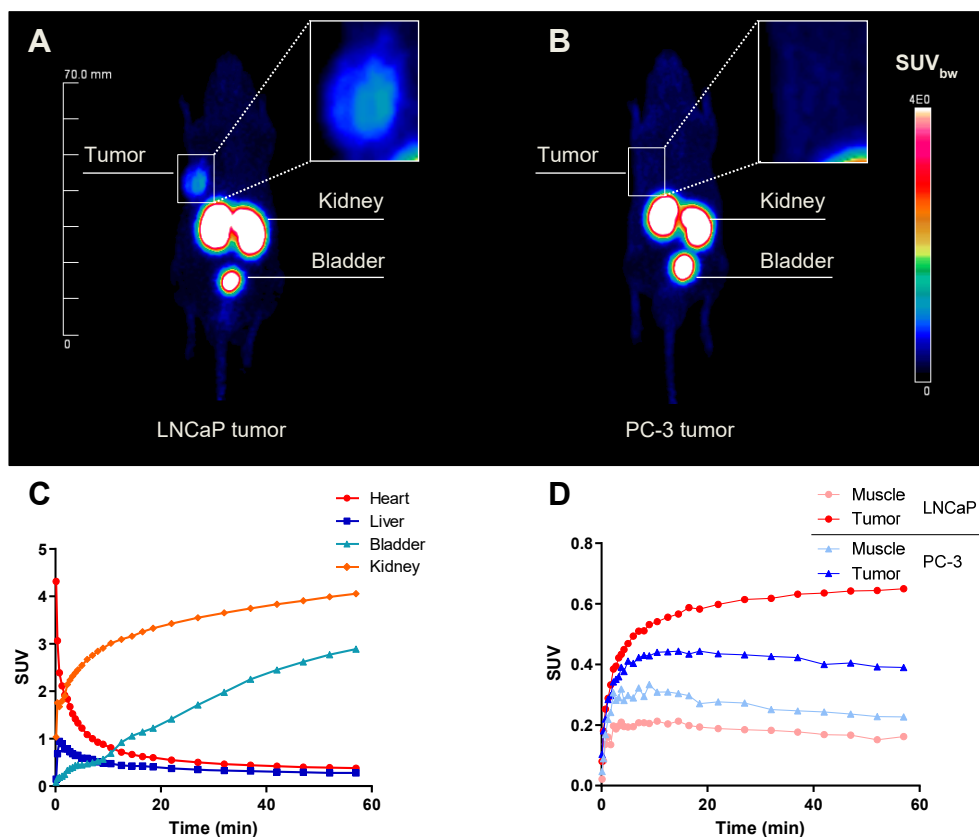 A
B
70.0 mm
SUVbw
4E0
Tumor
Tumor
Kidney
Kidney
Bladder
Bladder
0
0
LNCaP tumor
PC-3 tumor
C
Heart
Liver
Bladder
Kidney
5
4
3
2
1
0
SUV
0
20
40
60
Time (min)
D
Muscle
Tumor
LNCaP
Muscle
Tumor
PC-3
0.8
0.6
0.4
0.2
0.0
SUV
0
20
40
60
Time (min)